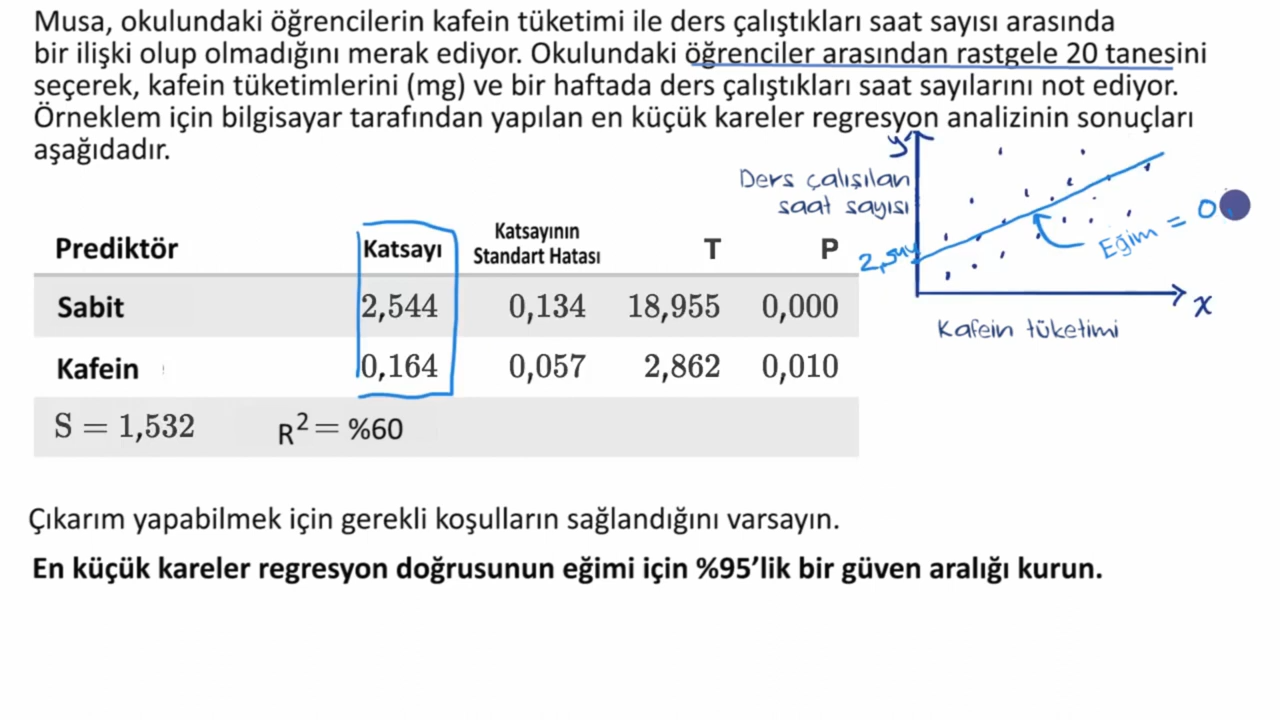 Musa, okulundaki öğrencilerin kafein tüketimi ile ders çalıştıkları saat sayısı arasında
bir ilişki olup olmadığını merak ediyor. Okulundaki öğrenciler arasından rastgele 20 tanesini
seçerek, kafein tüketimlerini (mg) ve bir haftada ders çalıştıkları saat sayılarını not ediyor.
Örneklem için bilgisayar tarafından yapılan en küçük kareler regresyon analizinin sonuçları
aşağıdadır.
y
Ders çalışılan
saat sayısı
Eğim = 0
x
Kafein tüketimi
Prediktör Katsayı Katsayının Standart Hatası T P
Sabit 2,544 0,134 18,955 0,000
Kafein 0,164 0,057 2,862 0,010
S = 1,532 R² = %60
Çıkarım yapabilmek için gerekli koşulların sağlandığını varsayın.
En küçük kareler regresyon doğrusunun eğimi için %95'lik bir güven aralığı kurun.